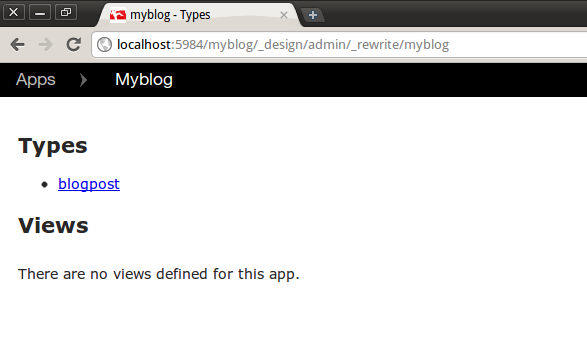 myblog - Types
localhost:5984/myblog/_design/admin/_rewrite/myblog
Apps Myblog
Types
blogpost
Views
There are no views defined for this app.